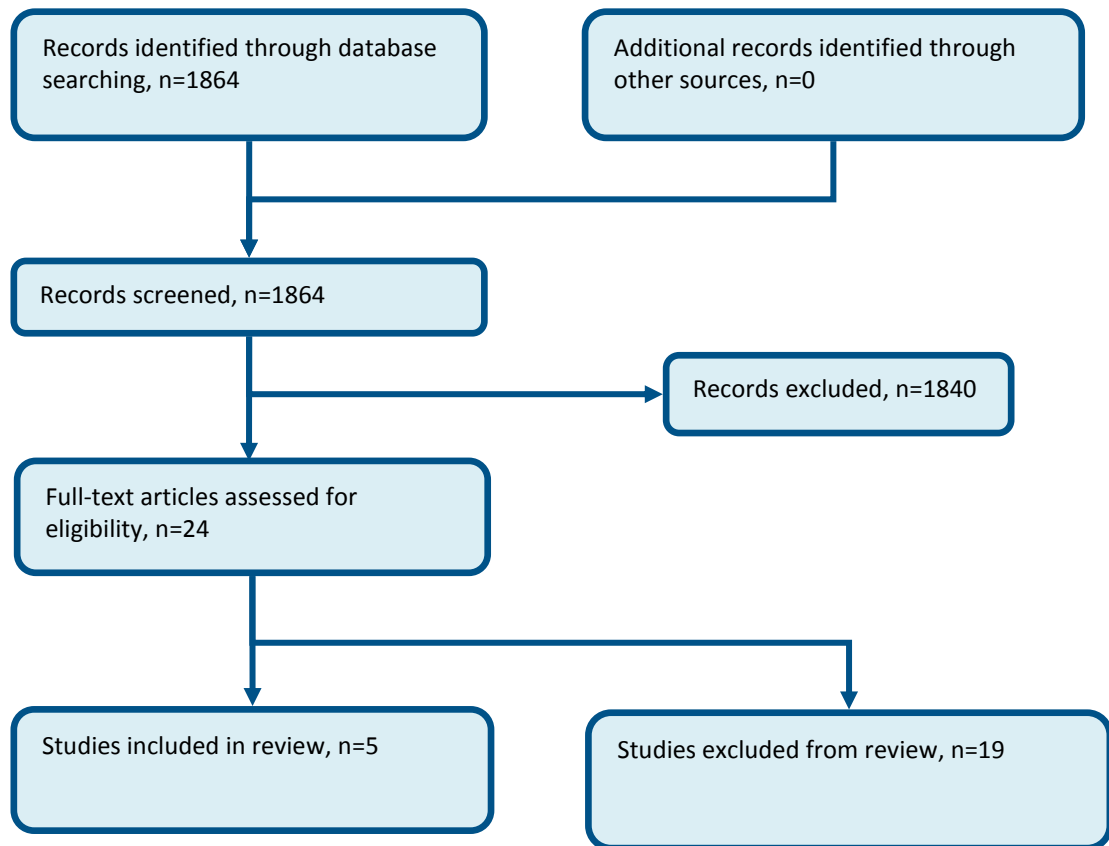 Records identified through database
searching, n=1864
Additional records identified through
other sources, n=0
Records screened, n=1864
Records excluded, n=1840
Full-text articles assessed for
eligibility, n=24
Studies included in review, n=5
Studies excluded from review, n=19